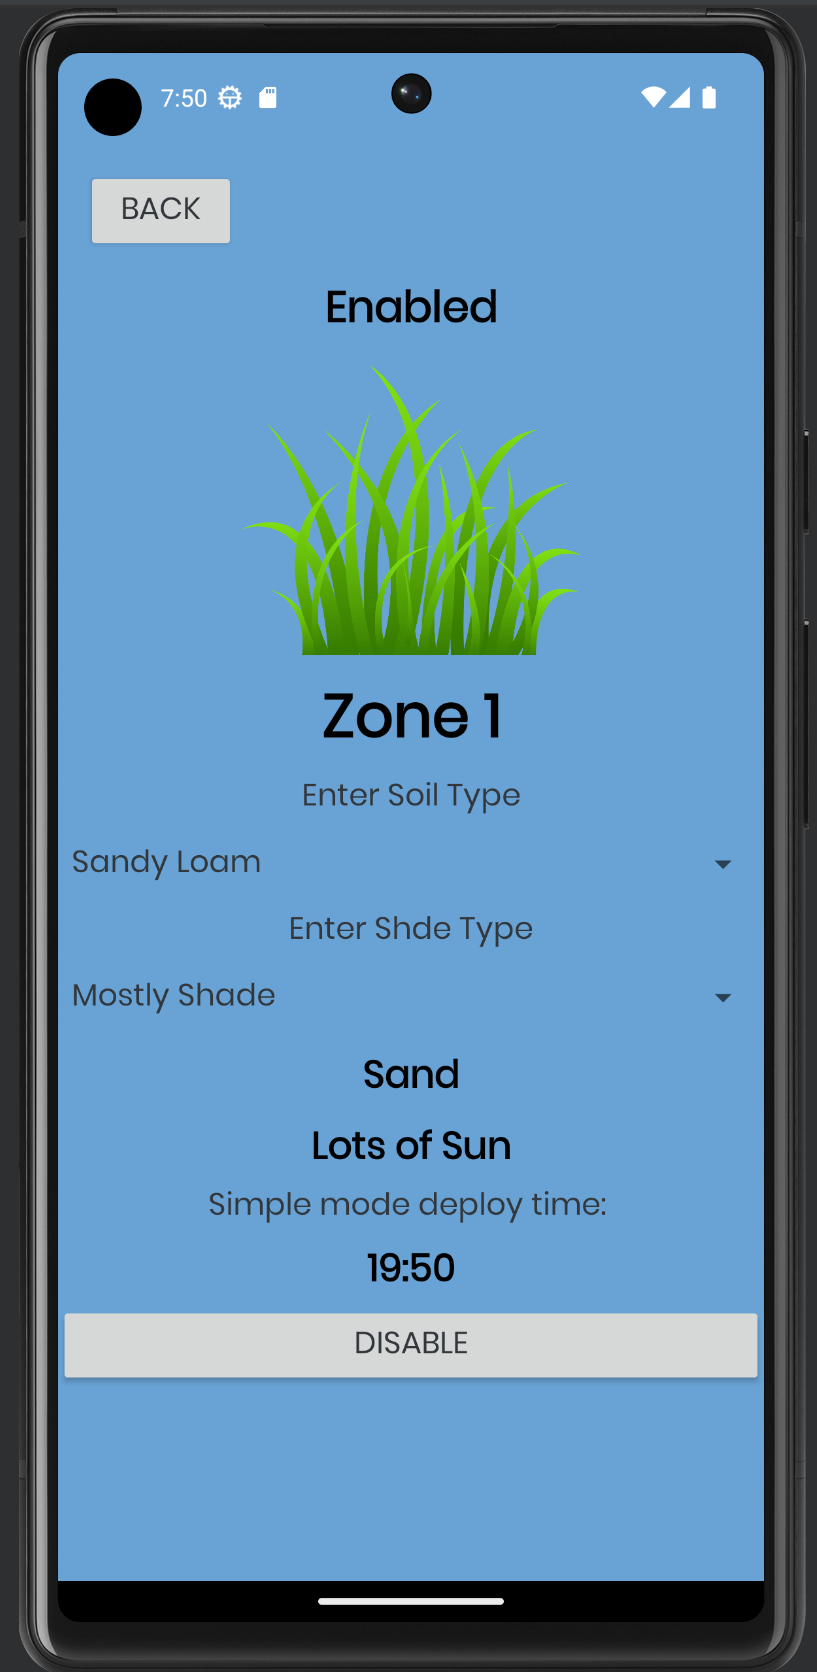 7:50
BACK
Enabled
Zone 1
Enter Soil Type
Sandy Loam
Enter Shde Type
Mostly Shade
Sand
Lots of Sun
Simple mode deploy time:
19:50
DISABLE